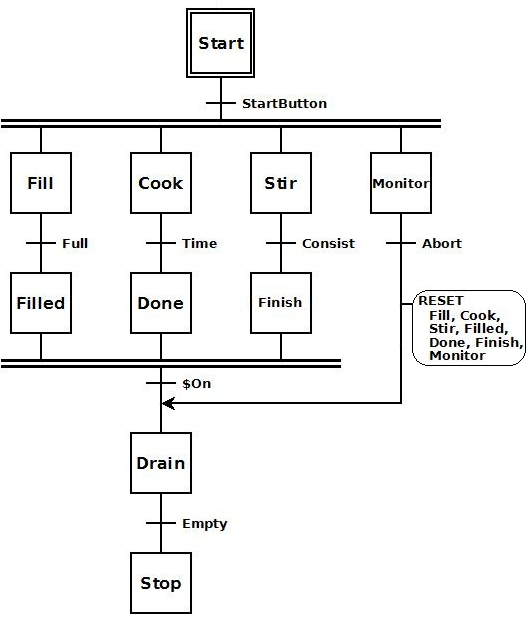 Start
StartButton
Fill
Cook
Stir
Monitor
Full
Time
Consist
Abort
Filled
Done
Finish
RESET
Fill, Cook,
Stir, Filled,
Done, Finish,
Monitor
$On
Drain
Empty
Stop